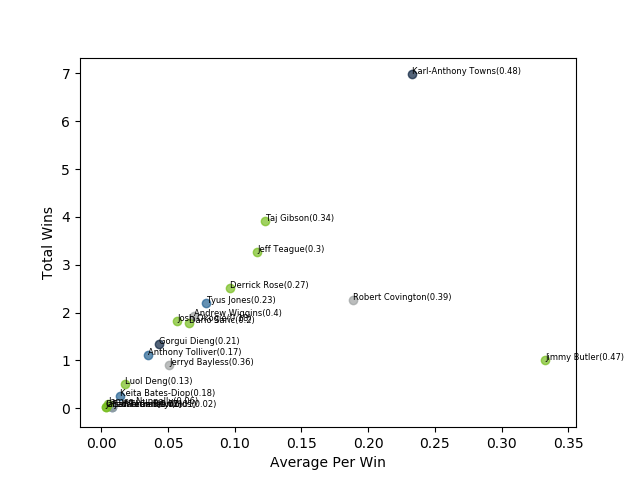 7
6
5
4
3
2
1
0
Total Wins
Karl-Anthony Towns(0.48)
Taj Gibson(0.34)
Jeff Teague(0.3)
Derrick Rose(0.27)
Robert Covington(0.39)
Tyus Jones(0.23)
Andrew Wiggins(0.4)
Gorgui Dieng(0.21)
Anthony Tolliver(0.17)
Jimmy Butler(0.47)
Jerryd Bayless(0.36)
Luol Deng(0.13)
Keita Bates-Diop(0.18)
0.00 0.05 0.10 0.15 0.20 0.25 0.30 0.35
Average Per Win